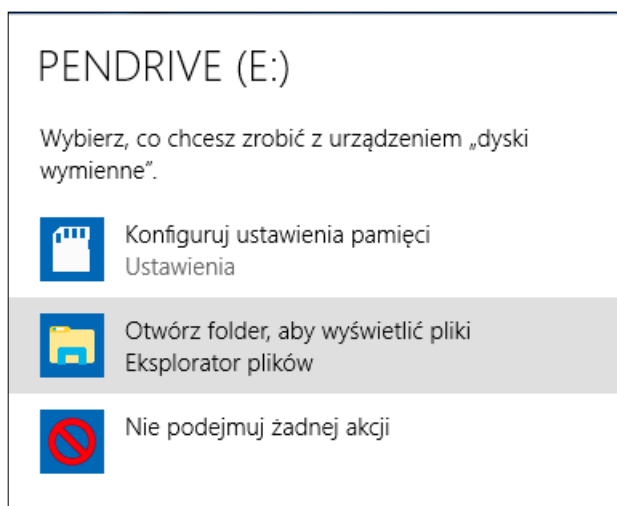 PENDRIVE (E:)
Wybierz, co chcesz zrobić z urządzeniem „dyski
wymienne”.
Konfiguruj ustawienia pamięci
Ustawienia
Otwórz folder, aby wyświetlić pliki
Eksplorator plików
Nie podejmuj żadnej akcji